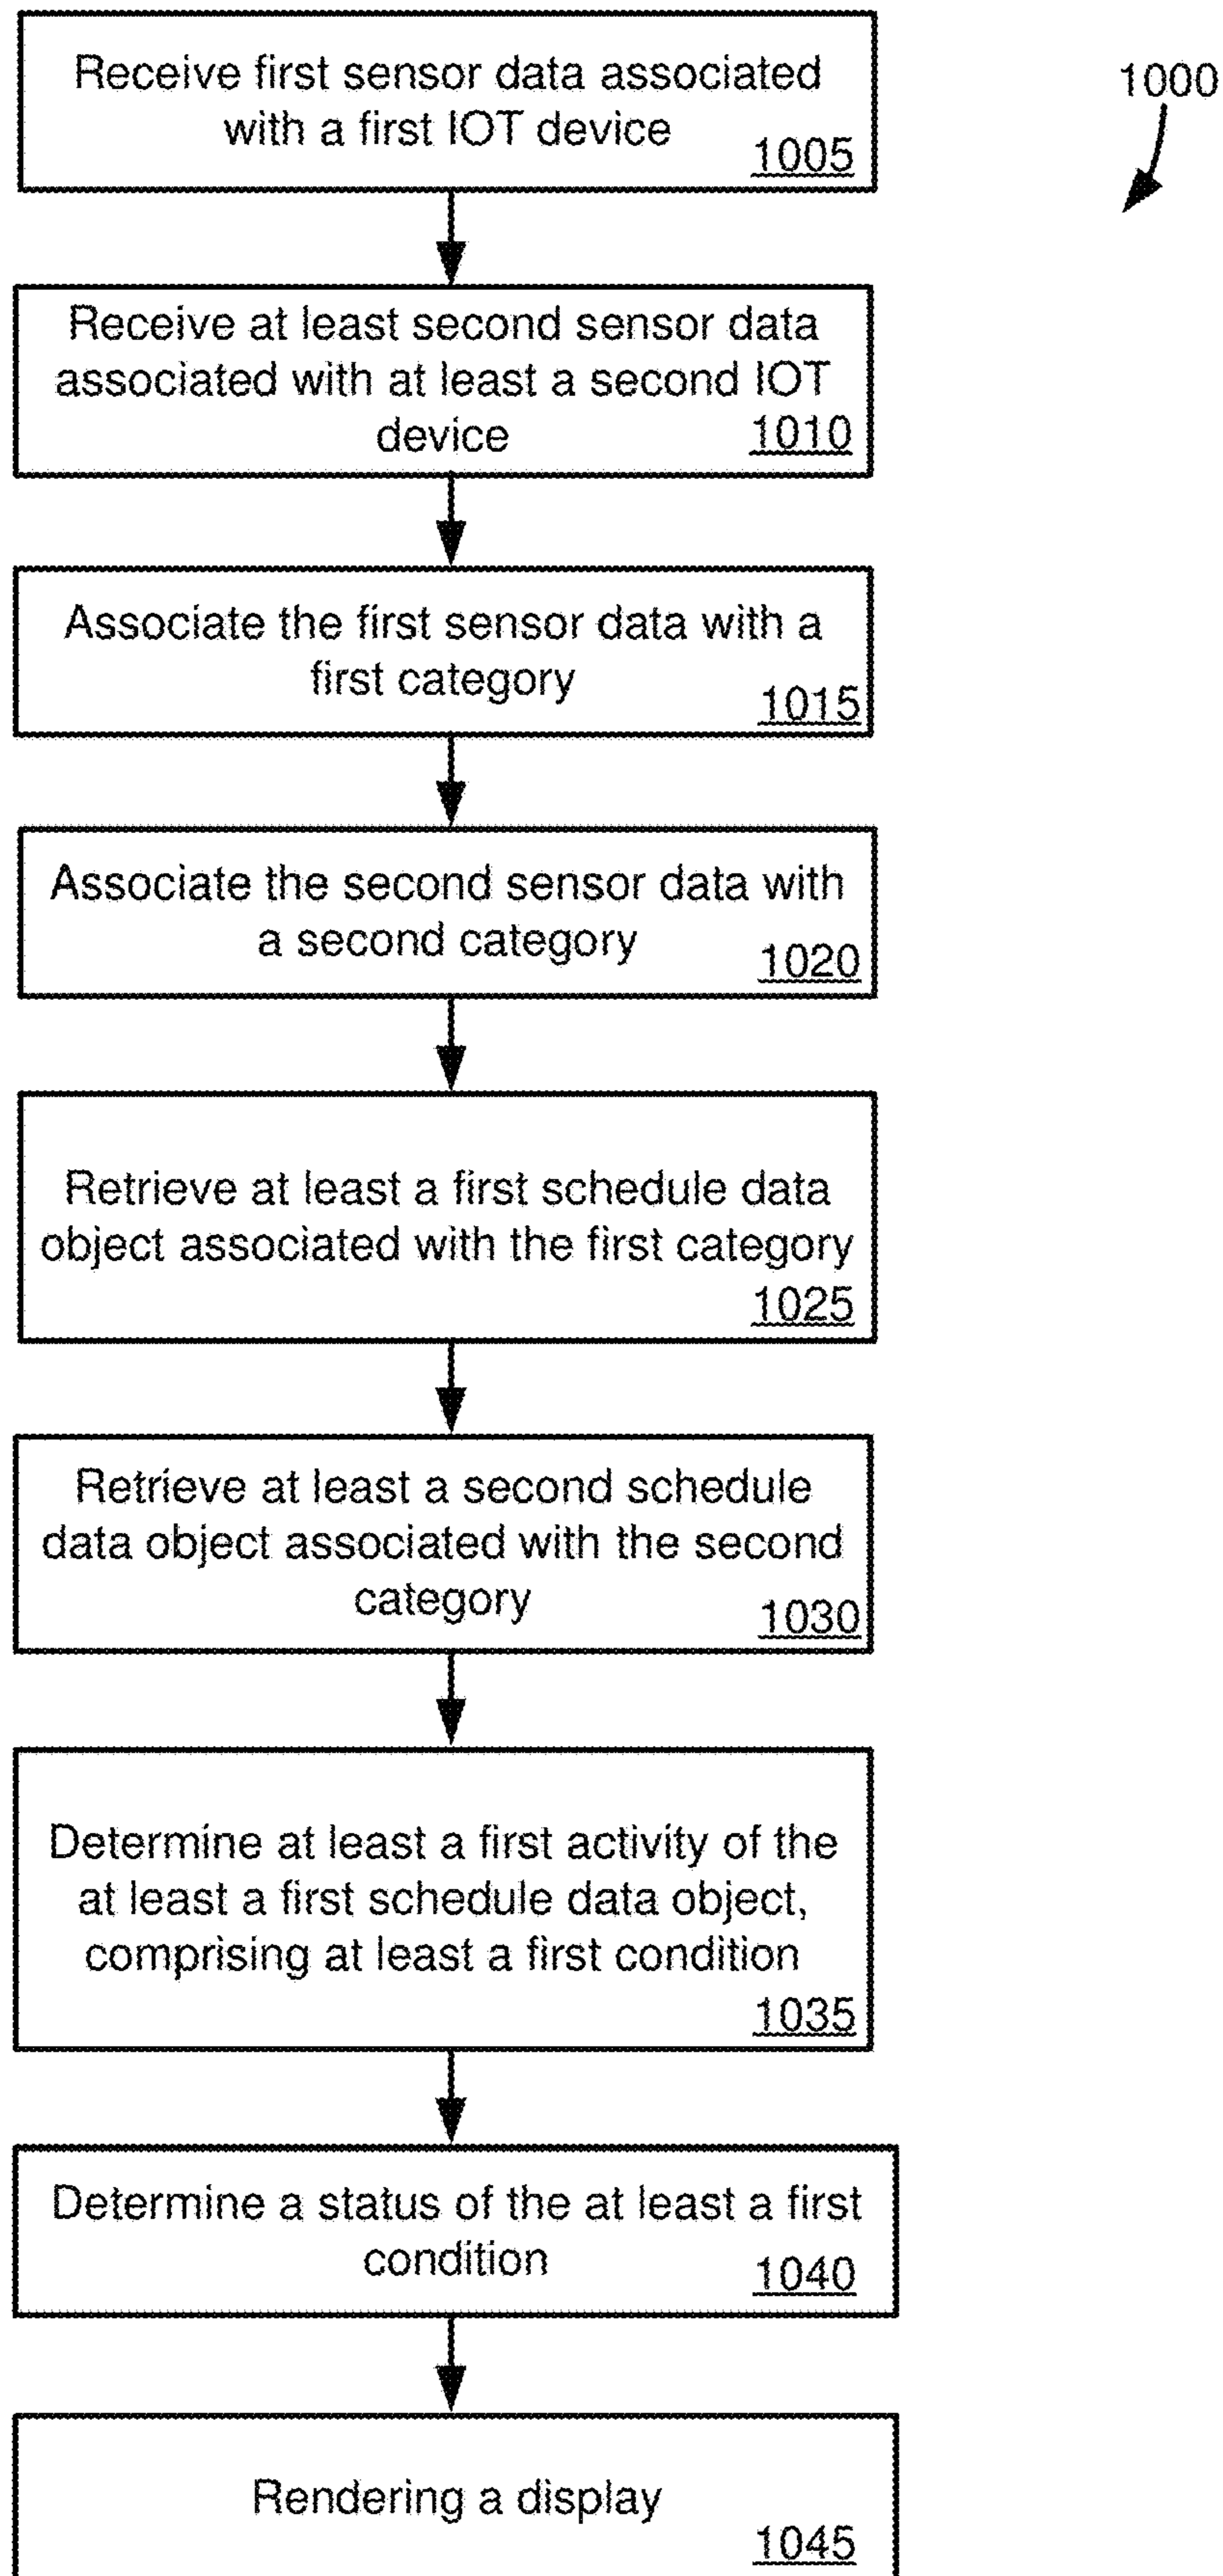 Receive first sensor data associated
with a first IOT device
1005
1000
Receive at least second sensor data
associated with at least a second IOT
device
1010
Associate the first sensor data with a
first category
1015
Associate the second sensor data with
a second category
1020
Retrieve at least a first schedule data
object associated with the first category
1025
Retrieve at least a second schedule
data object associated with the second
category
1030
Determine at least a first activity of the
at least a first schedule data object,
comprising at least a first condition
1035
Determine a status of the at least a first
condition
1040
Rendering a display
1045